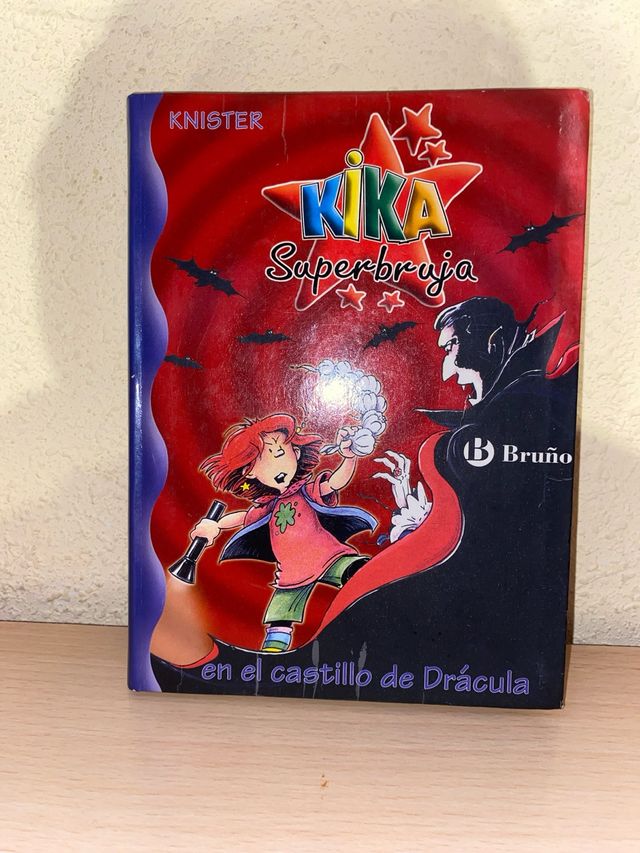 KNISTER
KIKA
Superbruja
B Bruño
en el castillo de Drácula